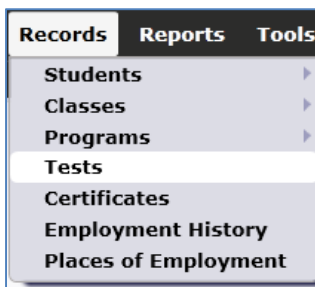 Records Reports Tools
Students
Classes
Programs
Tests
Certificates
Employment History
Places of Employment